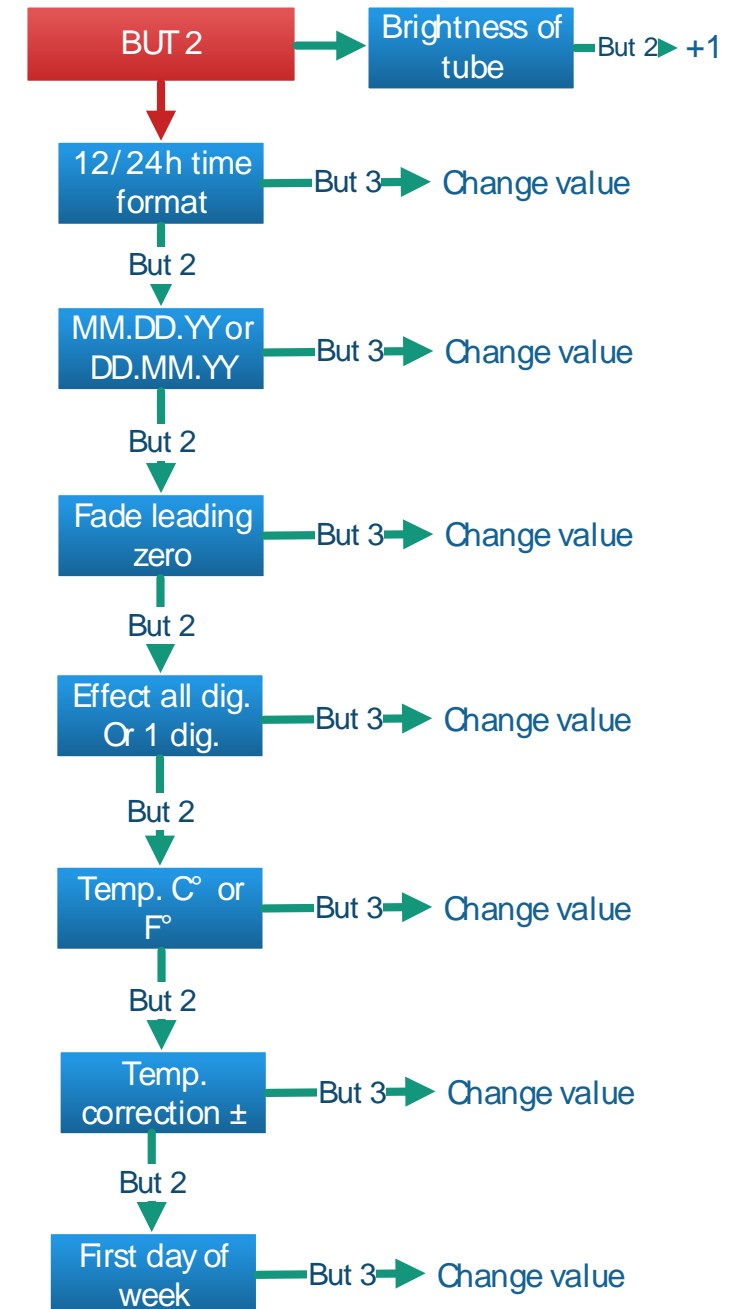 BUT 2
Brightness of
tube
But 2
+1
12/24h time
format
But 3
Change value
But 2
MM.DD.YY or
DD.MM.YY
But 3
Change value
But 2
Fade leading
zero
But 3
Change value
But 2
Effect all dig.
Or 1 dig.
But 3
Change value
But 2
Temp. C° or
F°
But 3
Change value
But 2
Temp.
correction ±
But 3
Change value
But 2
First day of
week
But 3
Change value